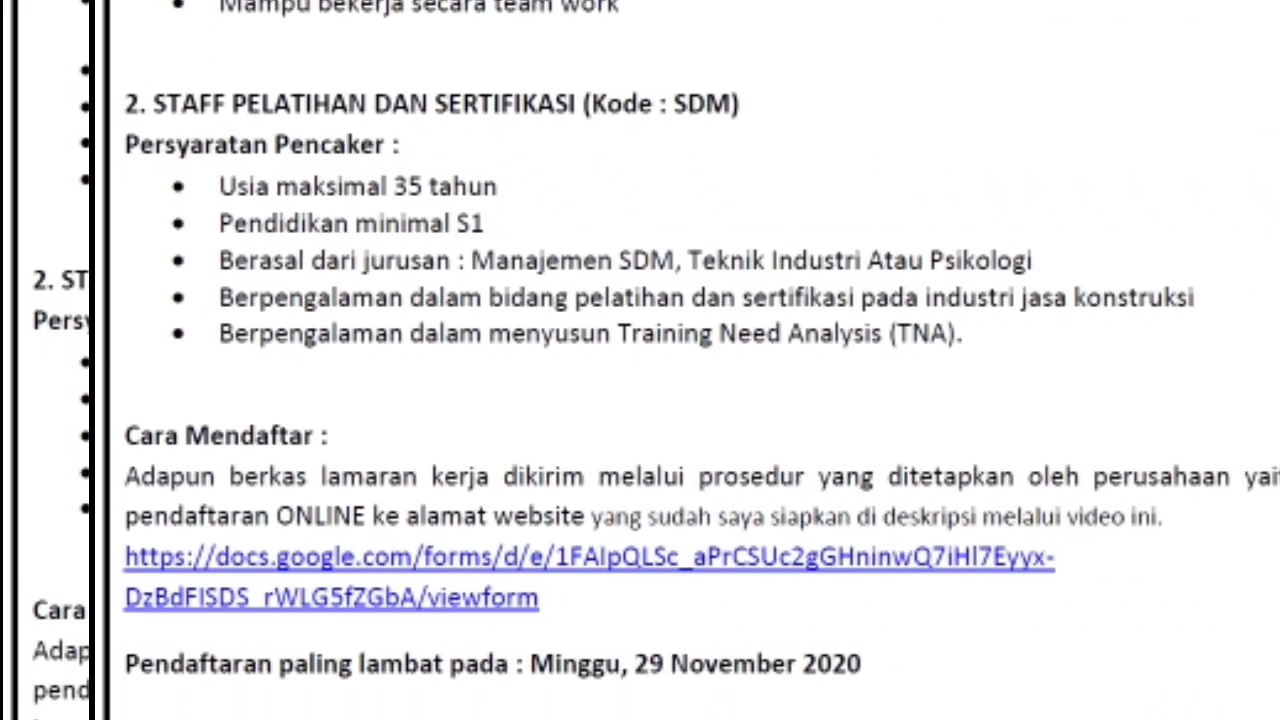 Mampu bekerja secara team work
2. STAFF PELATIHAN DAN SERTIFIKASI (Kode : SDM)
Persyaratan Pencaker :
Usia maksimal 35 tahun
Pendidikan minimal S1
Berasal dari jurusan : Manajemen SDM, Teknik Industri Atau Psikologi
Berpengalaman dalam bidang pelatihan dan sertifikasi pada industri jasa konstruksi
Berpengalaman dalam menyusun Training Need Analysis (TNA).
Cara Mendaftar :
Adapun berkas lamaran kerja dikirim melalui prosedur yang ditetapkan oleh perusahaan
pendaftaran ONLINE ke alamat website yang sudah saya siapkan di deskripsi melalui video ini.
https://docs.google.com/forms/d/e/1FAIpQLSc_aPrCSUc2gGHninwQ7iHl7Eyyx-
DzBdFISDS_rWLG5fZGbA/viewform
Pendaftaran paling lambat pada : Minggu, 29 November 2020
2. ST
Pers
Cara
Adap
pend